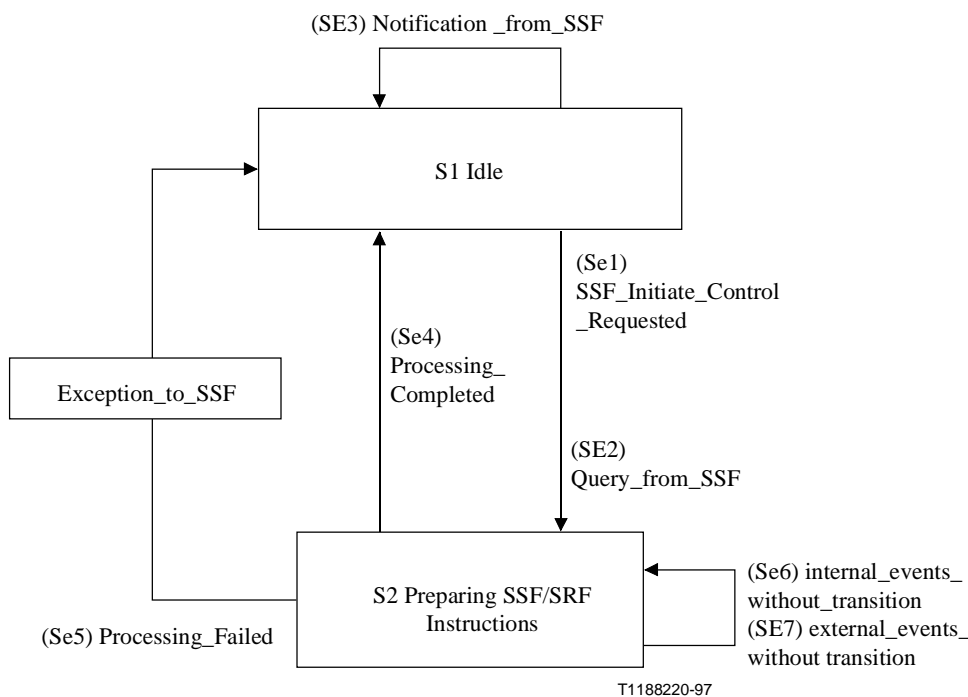 (SE3) Notification _from_SSF
S1 Idle
(Se1)
SSF_Initiate_Control
_Requested
(Se4)
Processing_
Completed
Exception_to_SSF
(SE2)
Query_from_SSF
S2 Preparing SSF/SRF
Instructions
(Se6) internal_events_
without_transition
(SE7) external_events_
without transition
(Se5) Processing_Failed
T1188220-97